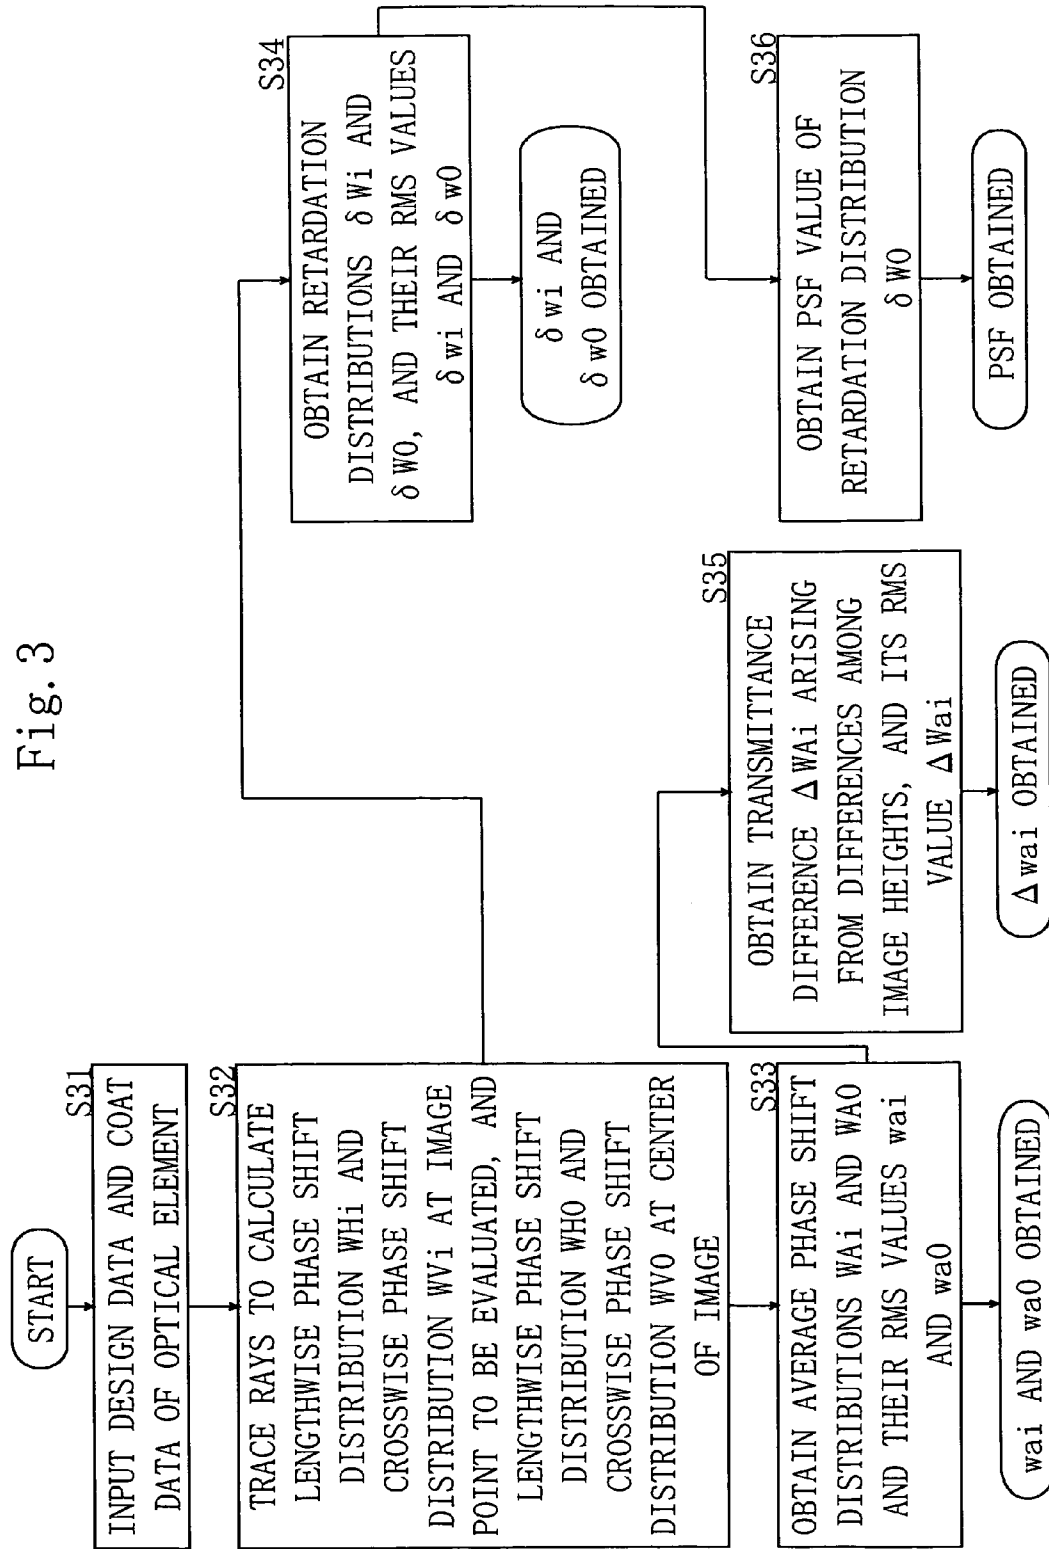 Fig. 3
START
S31
INPUT DESIGN DATA AND COAT
DATA OF OPTICAL ELEMENT
S32
TRACE RAYS TO CALCULATE
LENGTHWISE PHASE SHIFT
DISTRIBUTION WHi AND
CROSSWISE PHASE SHIFT
DISTRIBUTION WVi AT IMAGE
POINT TO BE EVALUATED, AND
LENGTHWISE PHASE SHIFT
DISTRIBUTION WH0 AND
CROSSWISE PHASE SHIFT
DISTRIBUTION WV0 AT CENTER
OF IMAGE
S33
OBTAIN AVERAGE PHASE SHIFT
DISTRIBUTIONS WAi AND WA0
AND THEIR RMS VALUES wai
AND wa0
wai AND wa0 OBTAINED
S34
OBTAIN RETARDATION
DISTRIBUTIONS δWi AND
δW0, AND THEIR RMS VALUES
δwi AND δw0
δwi AND
δw0 OBTAINED
S35
OBTAIN TRANSMITTANCE
DIFFERENCE ΔWAi ARISING
FROM DIFFERENCES AMONG
IMAGE HEIGHTS, AND ITS RMS
VALUE ΔWai
Δwai OBTAINED
S36
OBTAIN PSF VALUE OF
RETARDATION DISTRIBUTION
δW0
PSF OBTAINED